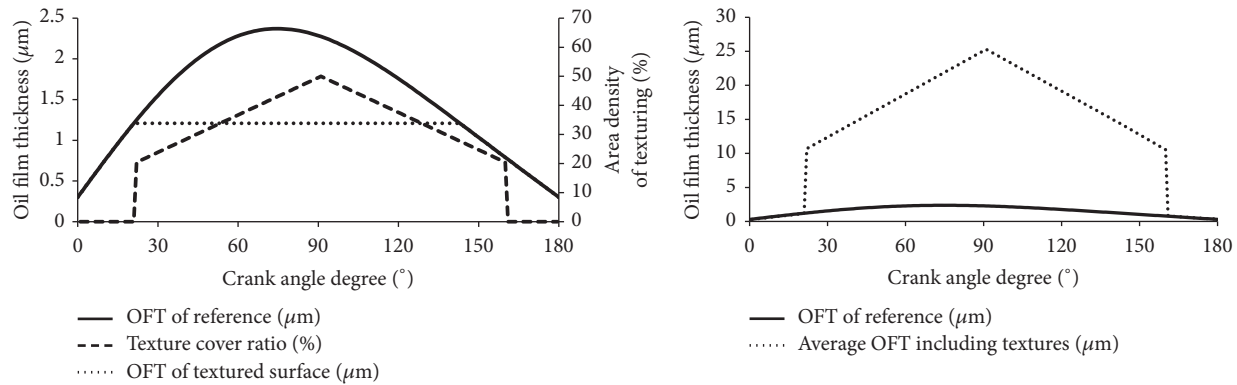 Oil film thickness (μm)
2.5
2
1.5
1
0.5
0
70
60
50
40
30
20
10
0
Area density
of texturing (%)
0 30 60 90 120 150 180
Crank angle degree (°)
OFT of reference (μm)
Texture cover ratio (%)
OFT of textured surface (μm)
Oil film thickness (μm)
30
25
20
15
10
5
0
0 30 60 90 120 150 180
Crank angle degree (°)
OFT of reference (μm)
Average OFT including textures (μm)